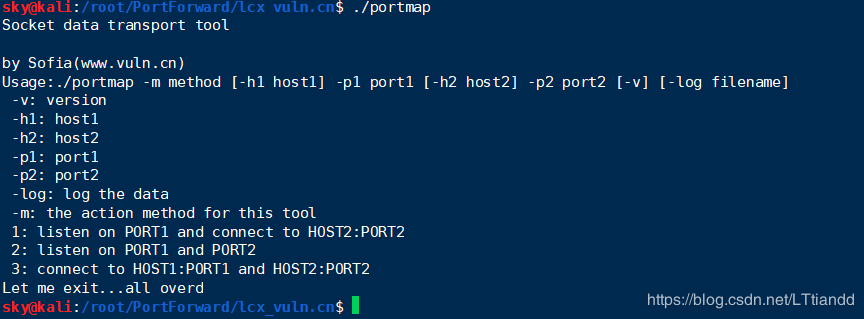 sky@kali:/root/PortForward/lcx_vuln.cn$ ./portmap
Socket data transport tool

by Sofia(www.vuln.cn)
Usage:./portmap -m method [-h1 host1] -p1 port1 [-h2 host2] -p2 port2 [-v] [-log filename]
 -v: version
 -h1: host1
 -h2: host2
 -p1: port1
 -p2: port2
 -log: log the data
 -m: the action method for this tool
 1: listen on PORT1 and connect to HOST2:PORT2
 2: listen on PORT1 and PORT2
 3: connect to HOST1:PORT1 and HOST2:PORT2
Let me exit...all overd
sky@kali:/root/PortForward/lcx_vuln.cn$
https://blog.csdn.net/LTtiandd